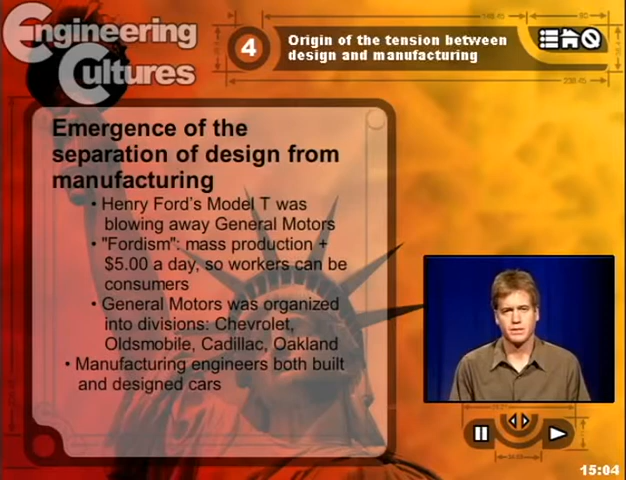 Engineering
Cultures
4
Origin of the tension between
design and manufacturing
Emergence of the
separation of design from
manufacturing
• Henry Ford's Model T was
blowing away General Motors
• "Fordism": mass production +
$5.00 a day, so workers can be
consumers
• General Motors was organized
into divisions: Chevrolet,
Oldsmobile, Cadillac, Oakland
• Manufacturing engineers both built
and designed cars
15:04